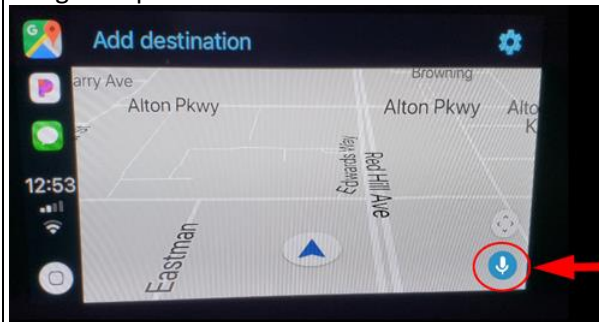 Add destination
arry Ave
Browning
Alton Pkwy
Alton Pkwy
Alto
K
Edwards Way
Red Hill Ave
12:53
Eastman